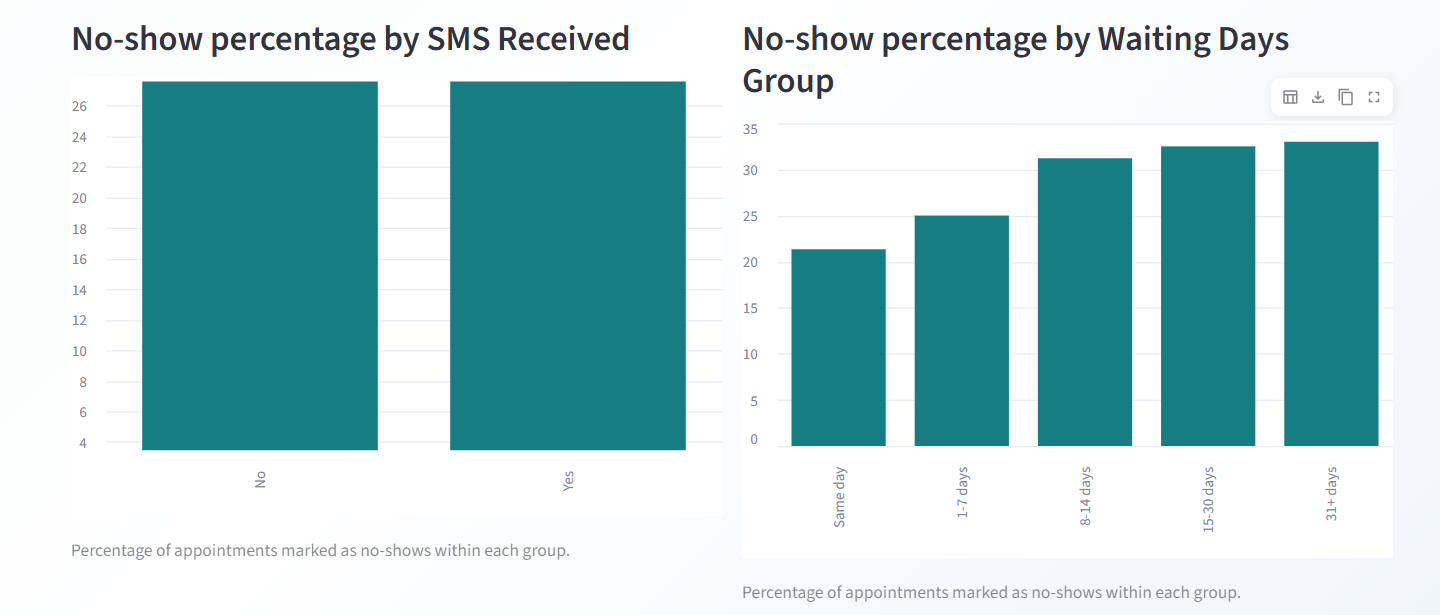 No-show percentage by SMS Received
26
24
22
20
18
16
14
12
10
8
6
4
No
Yes
Percentage of appointments marked as no-shows within each group.
No-show percentage by Waiting Days
Group
35
30
25
20
15
10
5
0
Same day
1-7 days
8-14 days
15-30 days
31+ days
Percentage of appointments marked as no-shows within each group.